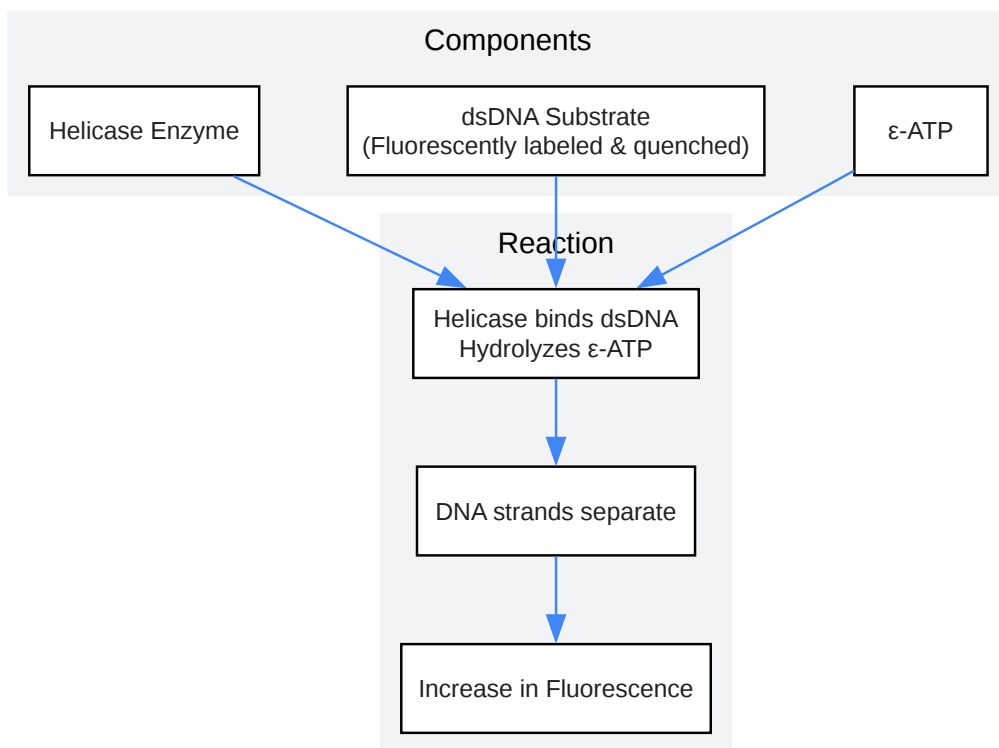 Components
Helicase Enzyme
dsDNA Substrate
(Fluorescently labeled & quenched)
ε-ATP
Reaction
Helicase binds dsDNA
Hydrolyzes ε-ATP
DNA strands separate
Increase in Fluorescence